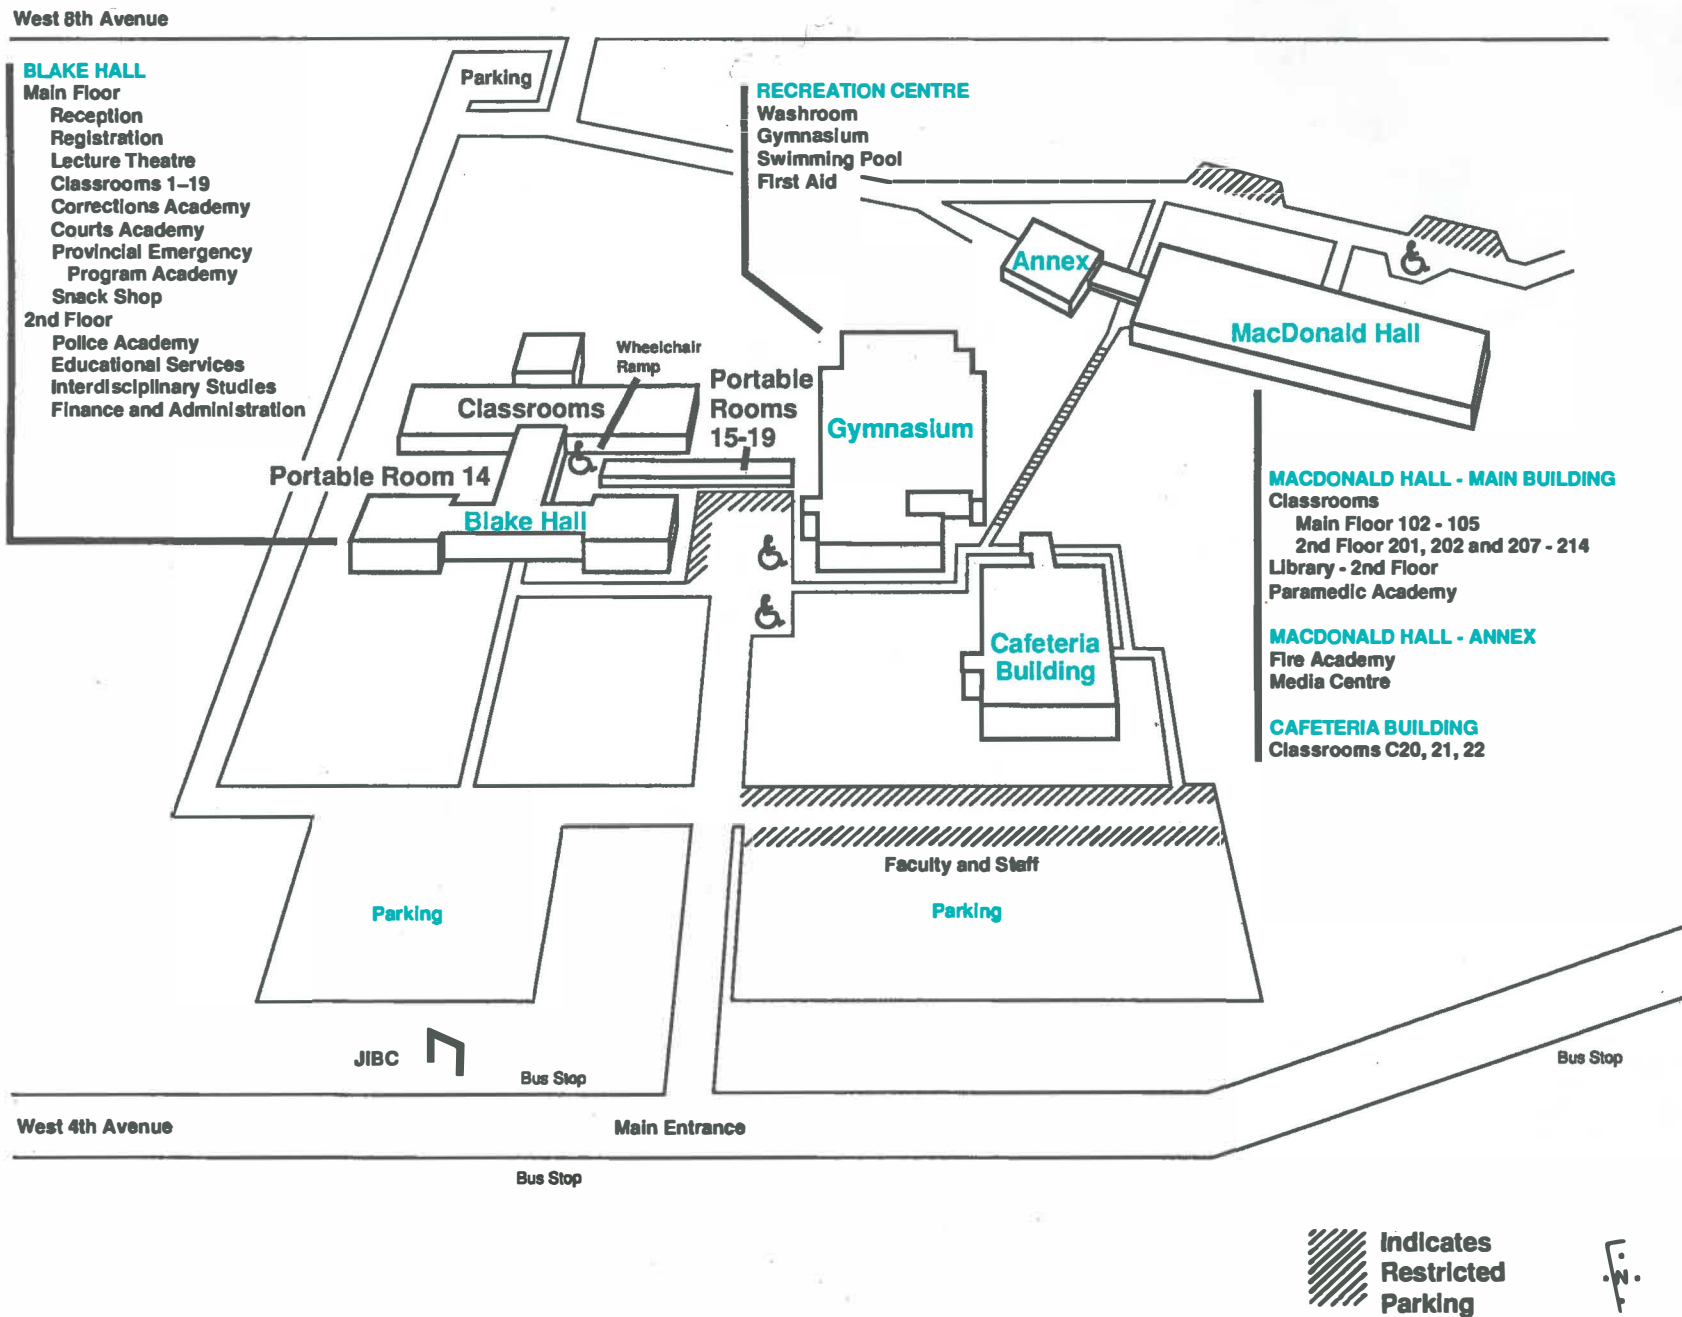 West 8th Avenue
BLAKE HALL
Main Floor
Reception
Registration
Lecture Theatre
Classrooms 1–19
Corrections Academy
Courts Academy
Provincial Emergency
Program Academy
Snack Shop
2nd Floor
Police Academy
Educational Services
Interdisciplinary Studies
Finance and Administration
Parking
RECREATION CENTRE
Washroom
Gymnasium
Swimming Pool
First Aid
Annex
MacDonald Hall
Wheelchair
Ramp
Portable
Rooms
15-19
Classrooms
Gymnasium
Portable Room 14
Blake Hall
MACDONALD HALL - MAIN BUILDING
Classrooms
Main Floor 102 - 105
2nd Floor 201, 202 and 207 - 214
Library - 2nd Floor
Paramedic Academy
MACDONALD HALL - ANNEX
Fire Academy
Media Centre
CAFETERIA BUILDING
Classrooms C20, 21, 22
Cafeteria
Building
Faculty and Staff
Parking
Parking
JIBC
Bus Stop
Bus Stop
West 4th Avenue
Main Entrance
Bus Stop
Indicates
Restricted
Parking
N